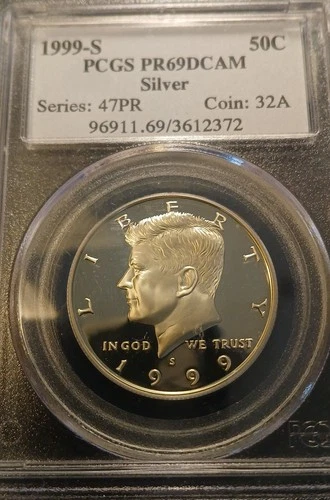 1999-S 50C
PCGS PR69DCAM
Silver
Series: 47PR Coin: 32A
96911.69/3612372
LIBERTY
IN GOD WE TRUST
S
1999